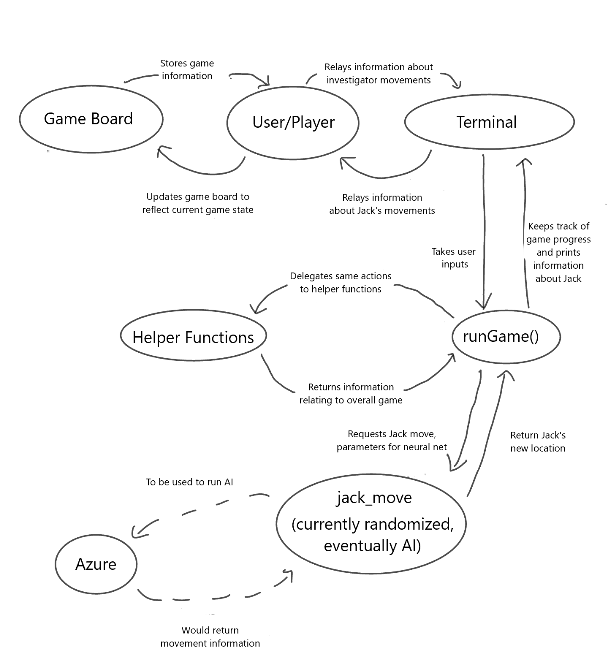 Stores game
information
Relays information about
investigator movements
Game Board
User/Player
Terminal
Updates game board to
reflect current game state
Relays information
about Jack's movements
Takes user
inputs
Keeps track of
game progress
and prints
information
about Jack
Delegates same actions
to helper functions
Helper Functions
runGame()
Returns information
relating to overall game
Requests Jack move,
parameters for neural net
Return Jack's
new location
To be used to run AI
jack_move
(currently randomized,
eventually AI)
Azure
Would return
movement information